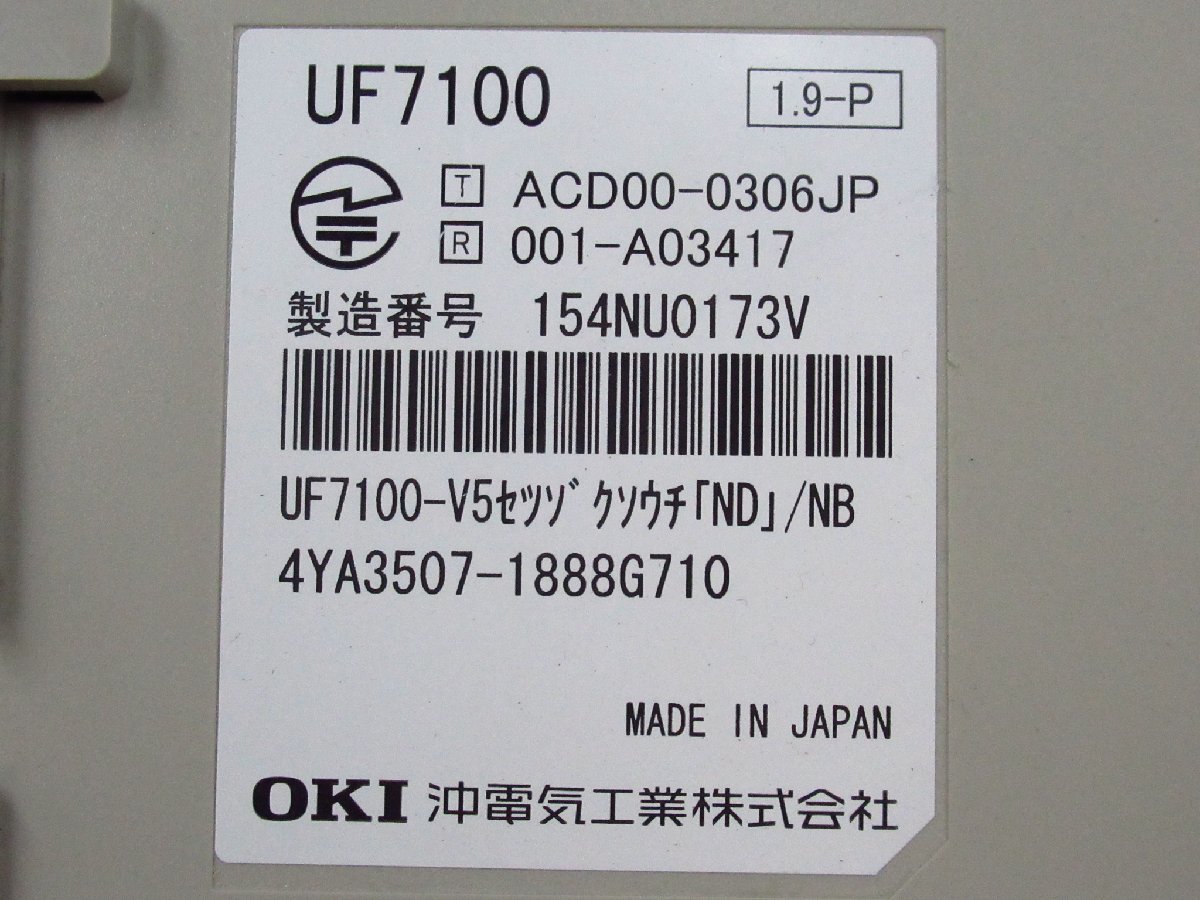 UF7100
1.9-P
T ACD00-0306JP
R 001-A03417
製造番号 154NU0173V
UF7100-V5ｾﾂｿﾞｸｿｳﾁ｢ND｣/NB
4YA3507-1888G710
MADE IN JAPAN
OKI 沖電気工業株式会社